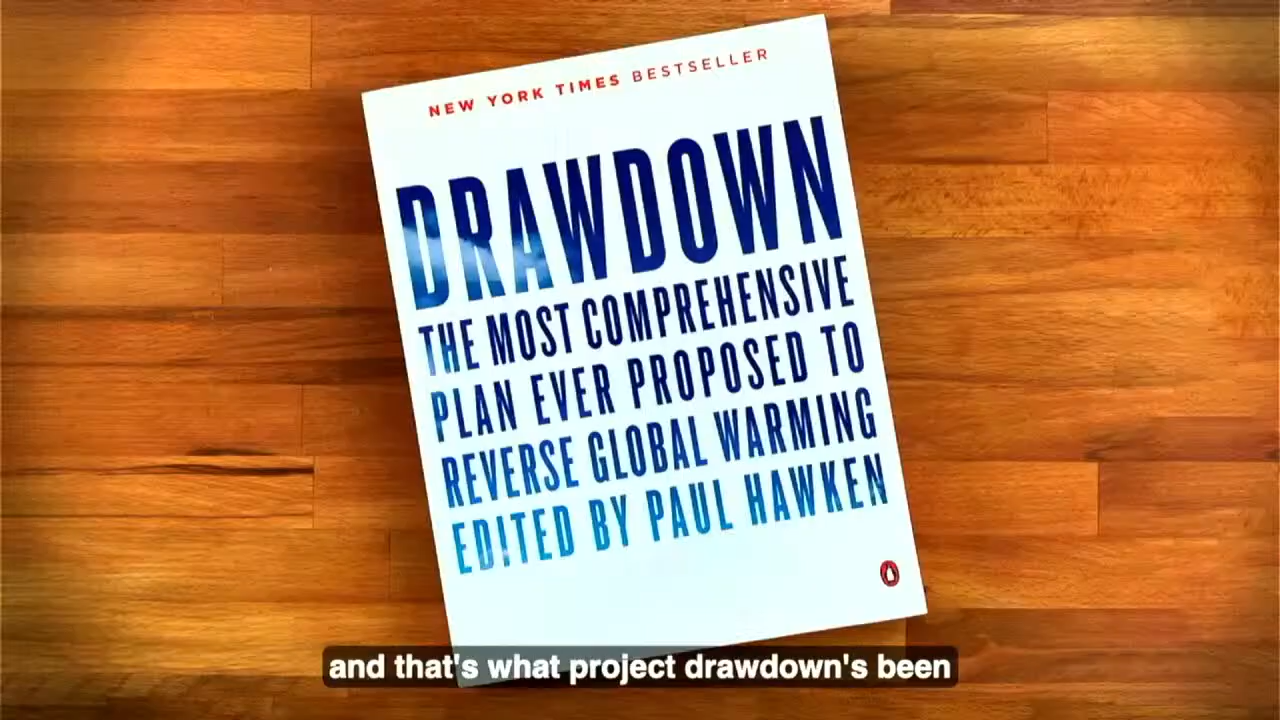 NEW YORK TIMES BESTSELLER
DRAWDOWN
THE MOST COMPREHENSIVE
PLAN EVER PROPOSED TO
REVERSE GLOBAL WARMING
EDITED BY PAUL HAWKEN
and that's what project drawdown's been